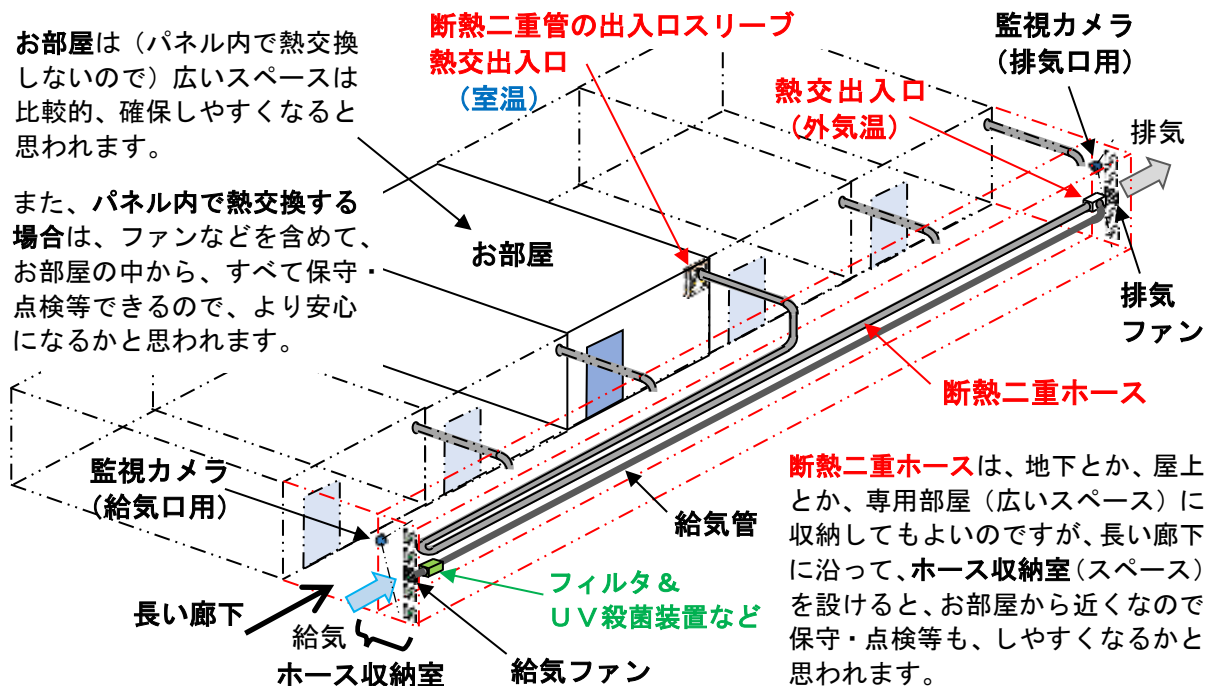 お部屋は（パネル内で熱交換
しないので）広いスペースは
比較的、確保しやすくなると
思われます。
また、パネル内で熱交換する
場合は、ファンなどを含めて、
お部屋の中から、すべて保守・
点検等できるので、より安心
になるかと思われます。
断熱二重管の出入口スリーブ
熱交出入口
（室温）
監視カメラ
（排気口用）
熱交出入口
（外気温）
排気
お部屋
排気
ファン
断熱二重ホース
監視カメラ
（給気口用）
給気管
断熱二重ホースは、地下とか、屋上
とか、専用部屋（広いスペース）に
収納してもよいのですが、長い廊下
に沿って、ホース収納室（スペース）
を設けると、お部屋から近くなので
保守・点検等も、しやすくなるかと
思われます。
フィルタ＆
ＵＶ殺菌装置など
長い廊下
給気
ホース収納室
給気ファン